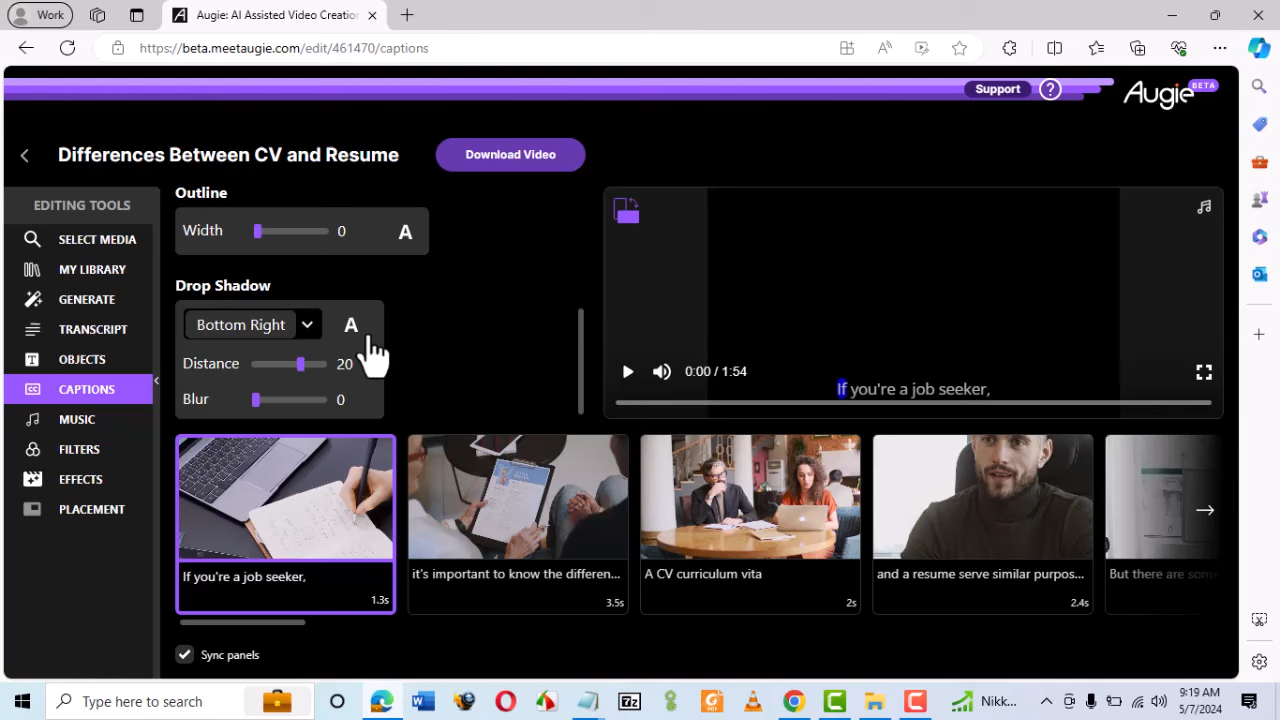 Work
Augie: AI Assisted Video Creation
https://beta.meetaugie.com/edit/461470/captions
Support
?
Augie BETA
Differences Between CV and Resume
Download Video
EDITING TOOLS
SELECT MEDIA
MY LIBRARY
GENERATE
TRANSCRIPT
OBJECTS
CAPTIONS
MUSIC
FILTERS
EFFECTS
PLACEMENT
Outline
Width 0 A
Drop Shadow
Bottom Right A
Distance 20
Blur 0
0:00 / 1:54
If you're a job seeker,
If you're a job seeker,
1.3s
it's important to know the differen...
3.5s
A CV curriculum vita
2s
and a resume serve similar purpos...
2.4s
But there are some
Sync panels
Type here to search
Nikk...
9:19 AM
5/7/2024